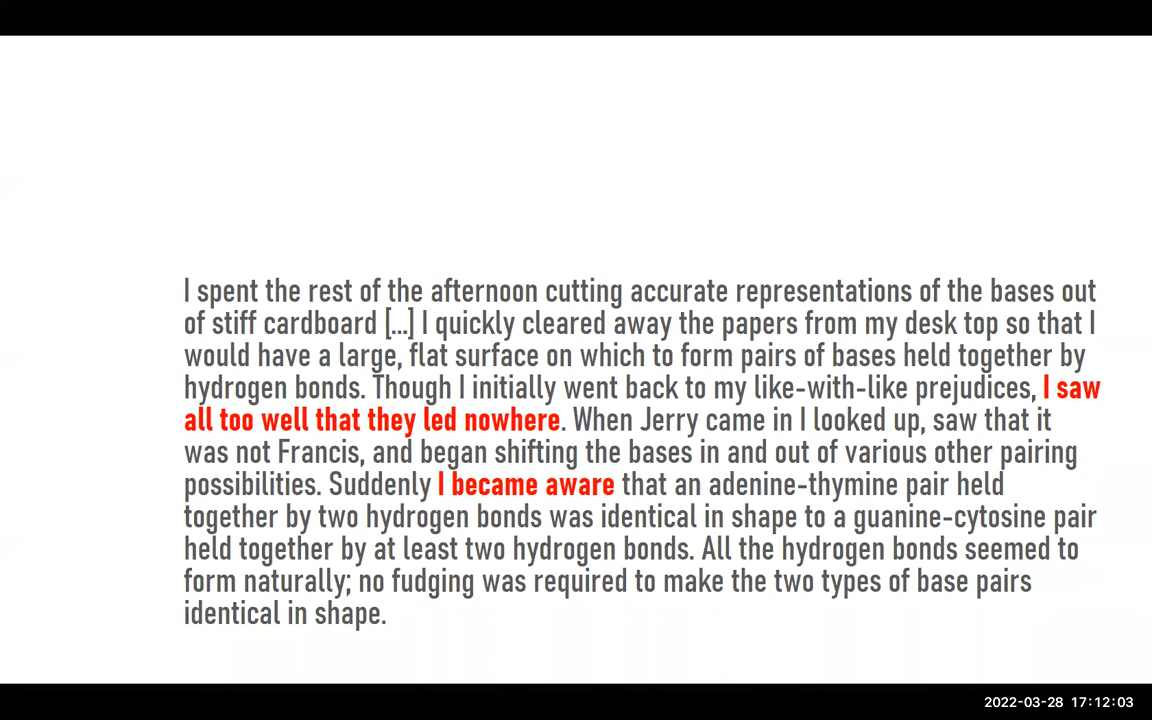 I spent the rest of the afternoon cutting accurate representations of the bases out
of stiff cardboard [...] I quickly cleared away the papers from my desk top so that I
would have a large, flat surface on which to form pairs of bases held together by
hydrogen bonds. Though I initially went back to my like-with-like prejudices, I saw
all too well that they led nowhere. When Jerry came in I looked up, saw that it
was not Francis, and began shifting the bases in and out of various other pairing
possibilities. Suddenly I became aware that an adenine-thymine pair held
together by two hydrogen bonds was identical in shape to a guanine-cytosine pair
held together by at least two hydrogen bonds. All the hydrogen bonds seemed to
form naturally; no fudging was required to make the two types of base pairs
identical in shape.
2022-03-28 17:12:03